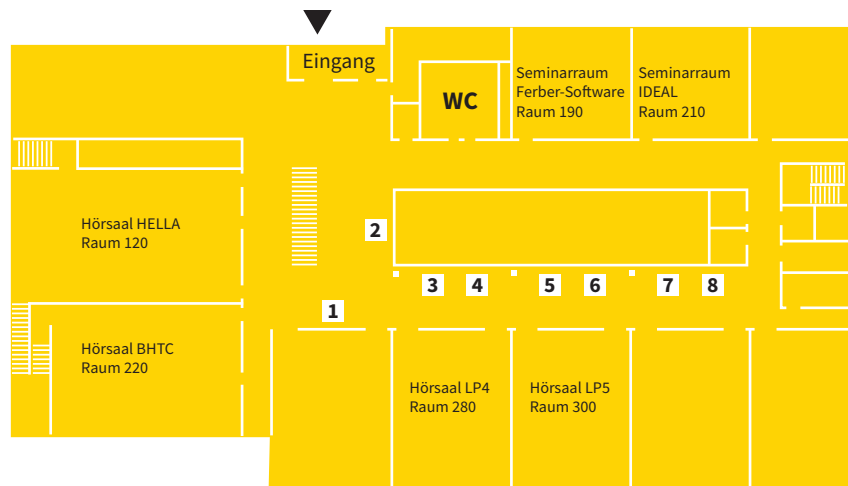 Eingang
WC
Seminarraum
Ferber-Software
Raum 190
Seminarraum
IDEAL
Raum 210
Hörsaal HELLA
Raum 120
2
3
4
5
6
7
8
1
Hörsaal BHTC
Raum 220
Hörsaal LP4
Raum 280
Hörsaal LP5
Raum 300